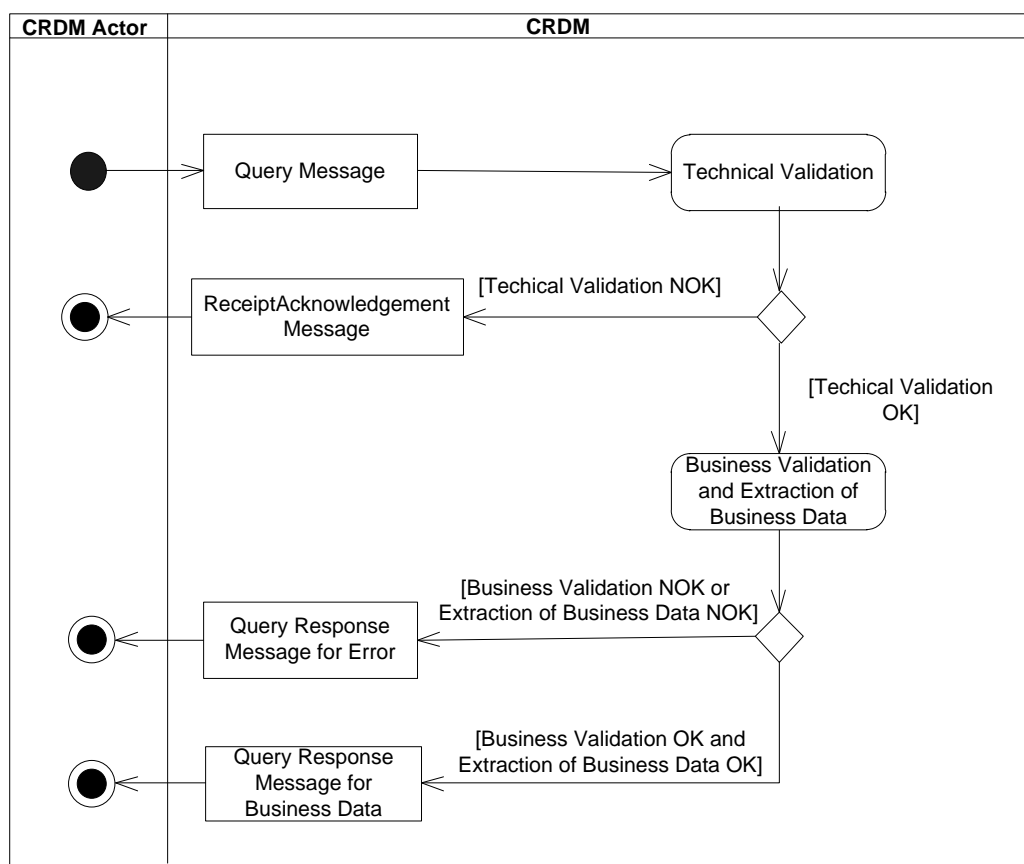 CRDM Actor
CRDM
Query Message
Technical Validation
[Techical Validation NOK]
ReceiptAcknowledgement
Message
[Techical Validation
OK]
Business Validation
and Extraction of
Business Data
[Business Validation NOK or
Extraction of Business Data NOK]
Query Response
Message for Error
[Business Validation OK and
Extraction of Business Data OK]
Query Response
Message for
Business Data